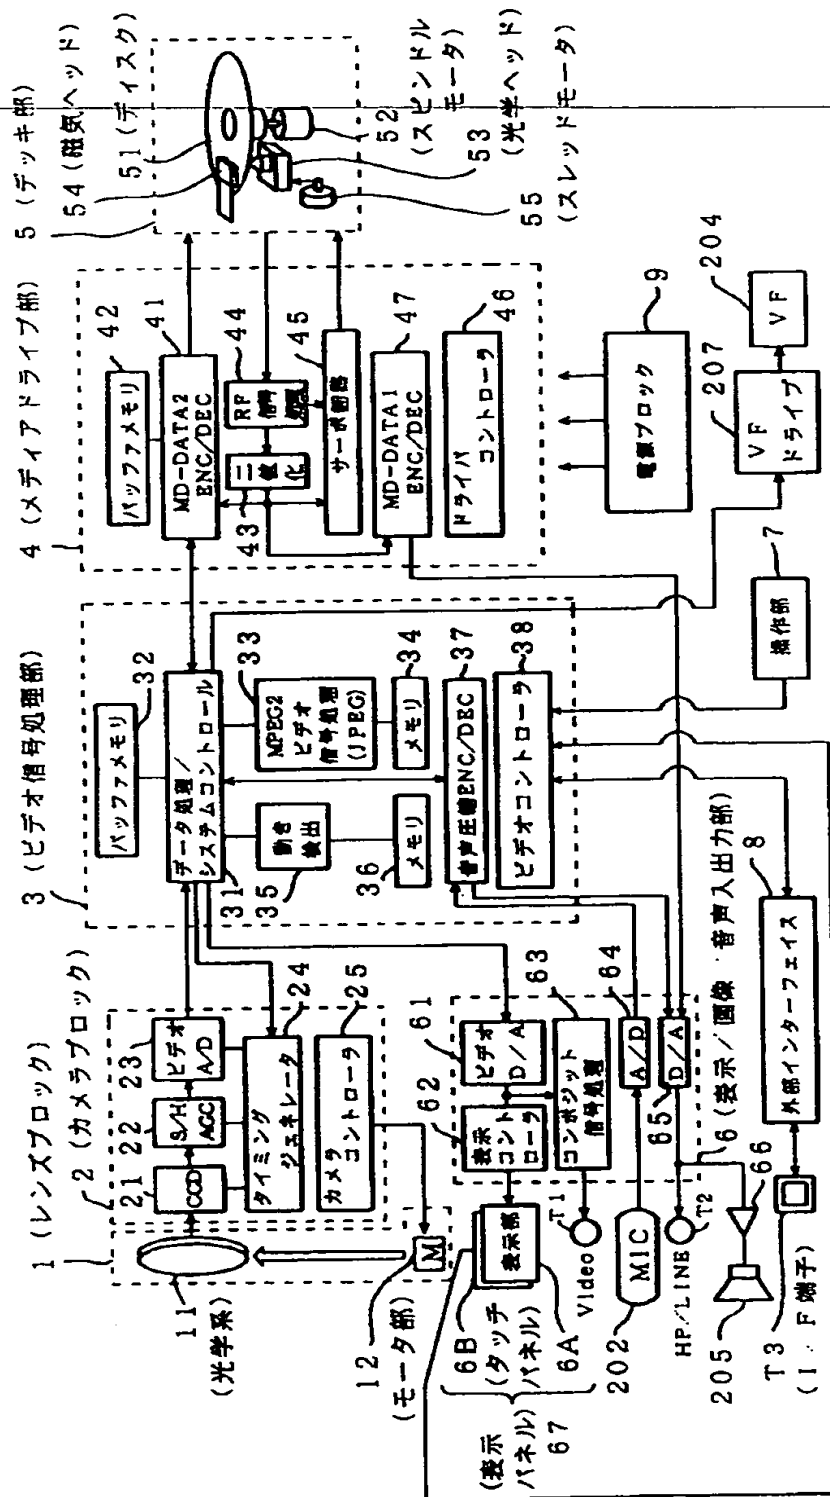 1 (レンズブロック)
2 (カメラブロック)
11
(光学系)
21
CCD
22
S/H
AGC
23
ビデオ
A/D
タイミング
ジェネレータ
24
カメラ
コントローラ
25
M
12
(モータ部)
3 (ビデオ信号処理部)
バッファメモリ
32
データ処理/
システムコントロール
31
動き
検出
35
MPEG2
ビデオ
信号処理
(JPEG)
33
メモリ
36
メモリ
34
音声圧縮ENC/DEC
37
ビデオコントローラ
38
4 (メディアドライブ部)
バッファメモリ
42
MD-DATA2
ENC/DEC
41
二値化
43
RF
信号
処理
44
サーボ制御器
45
MD-DATA1
ENC/DEC
47
ドライバ
コントローラ
46
5 (デッキ部)
54 (磁気ヘッド)
51 (ディスク)
52
(スピンドル
モータ)
53
(光学ヘッド)
55
(スレッドモータ)
61
ビデオ
D/A
62
表示
コントローラ
63
コンポジット
信号処理
64
A/D
65
D/A
6 (表示/画像・音声入出力部)
表示部
6B
(タッチ
パネル)
6A
(表示
パネル)
67
T1
Video
MIC
202
T2
HP/LINE
66
205
T3
(I/F端子)
外部インターフェイス
8
操作部
7
電源ブロック
9
VF
ドライブ
207
VF
204